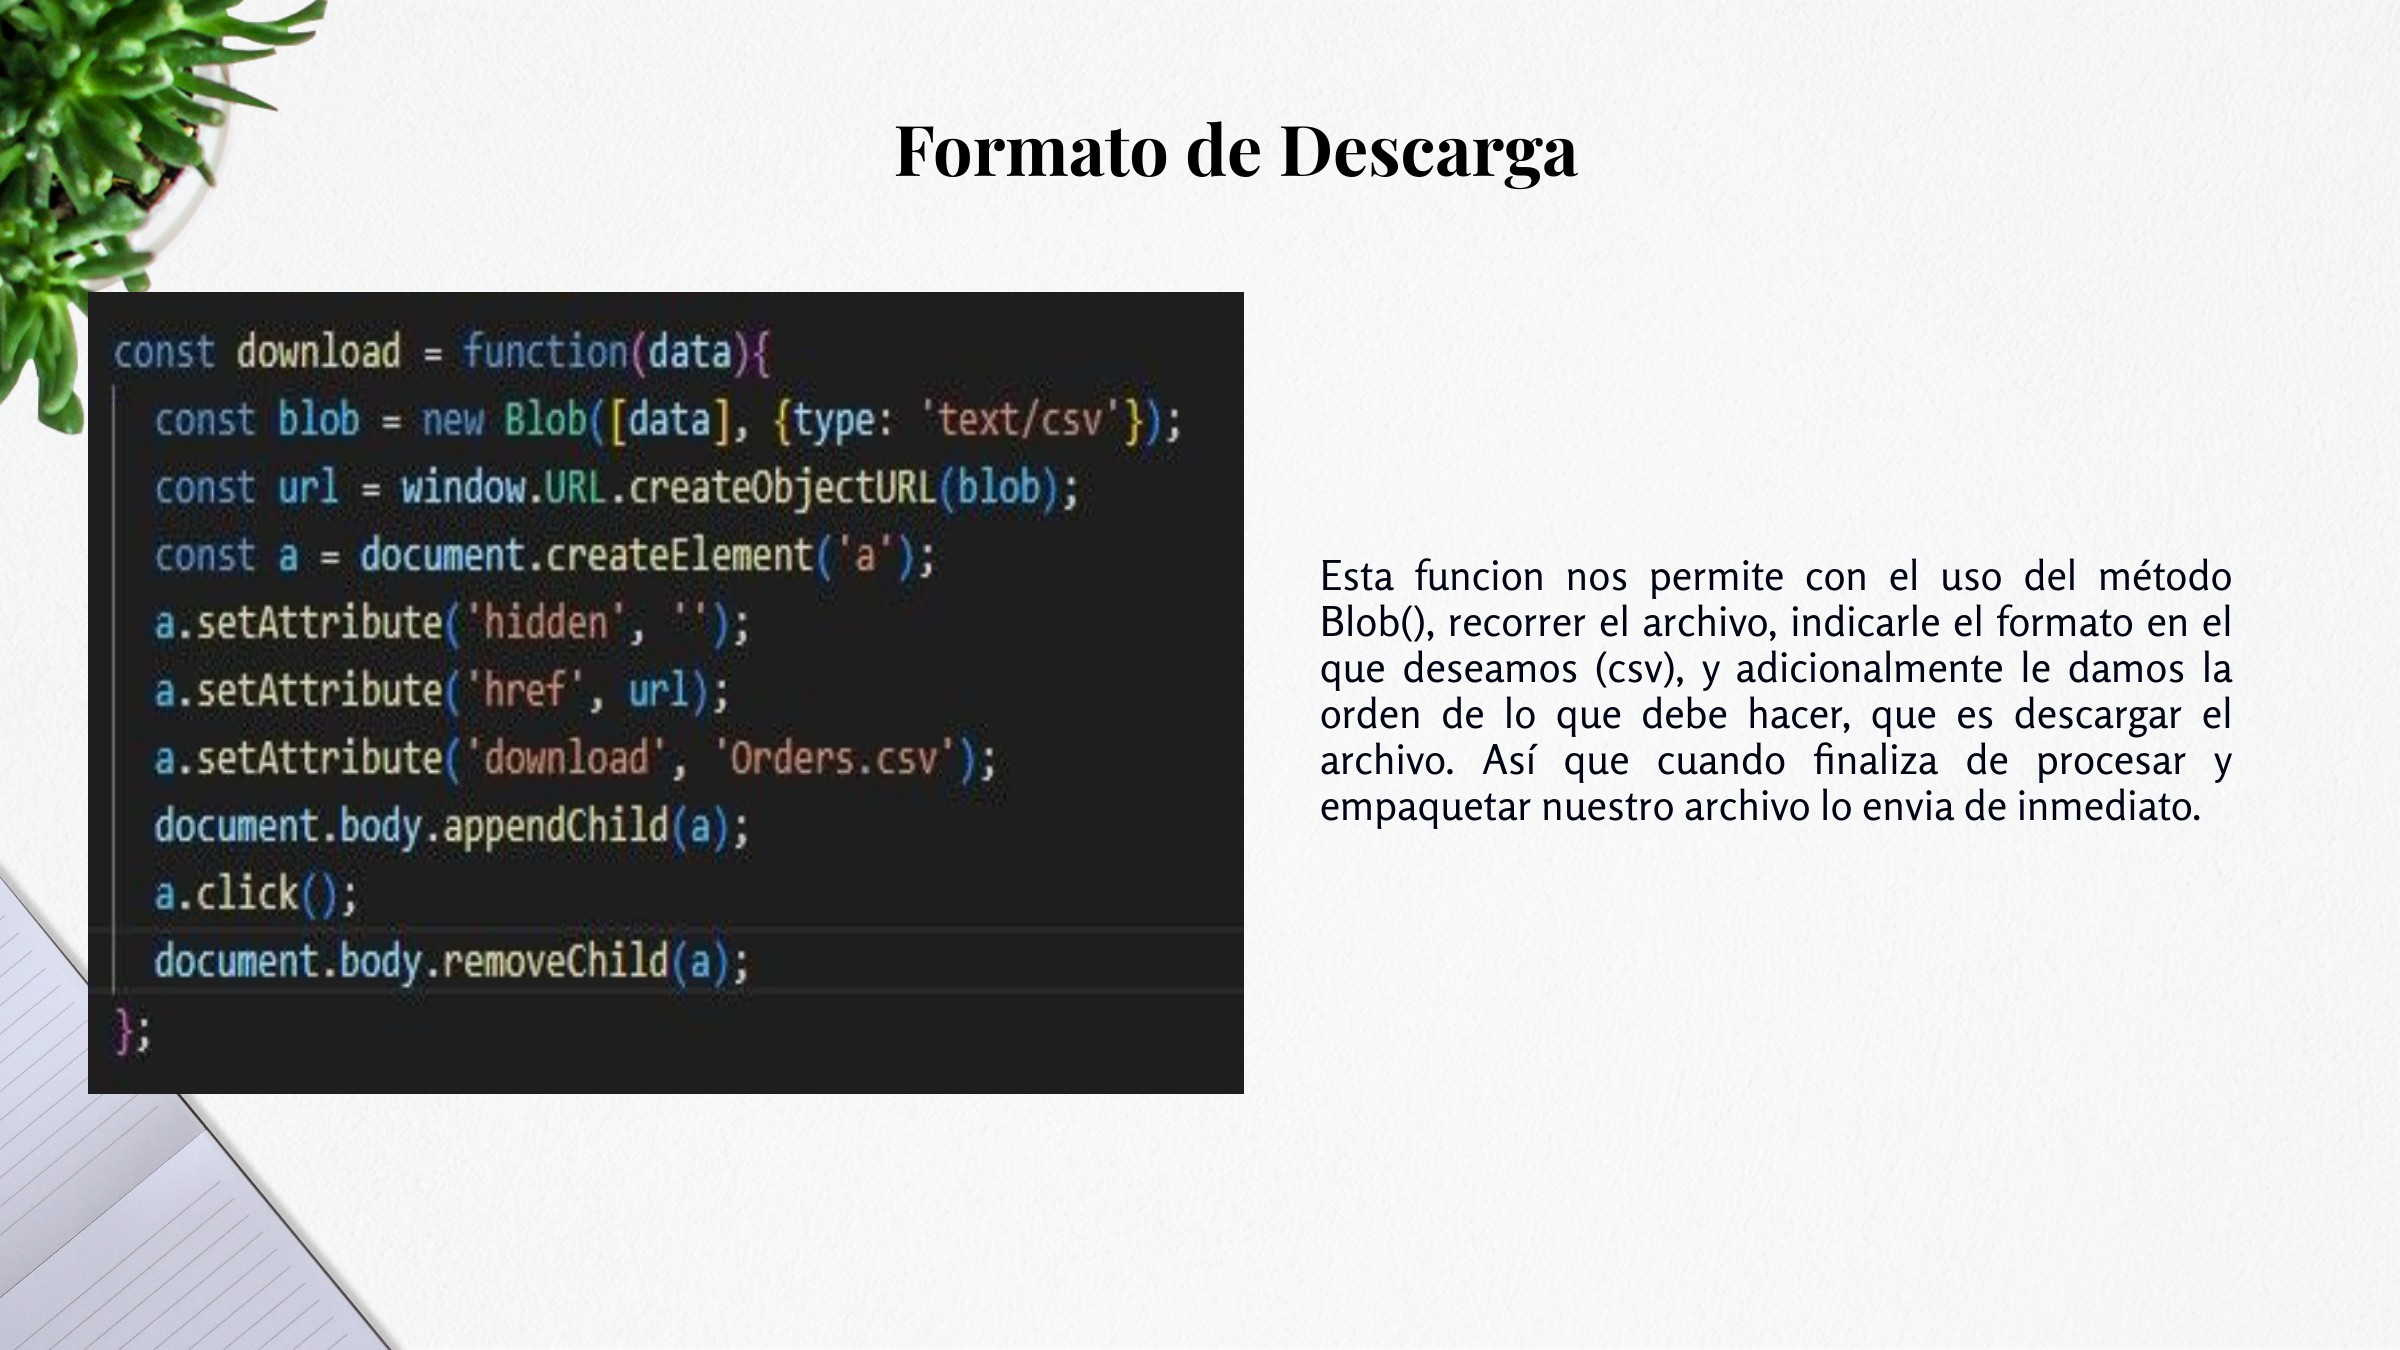 Formato de Descarga
const download = function(data){
const blob = new Blob([data], {type: 'text/csv'});
const url = window.URL.createObjectURL(blob);
const a = document.createElement('a');
a.setAttribute('hidden', '');
a.setAttribute('href', url);
a.setAttribute('download', 'Orders.csv');
document.body.appendChild(a);
a.click();
document.body.removeChild(a);
};
Esta funcion nos permite con el uso del método
Blob(), recorrer el archivo, indicarle el formato en el
que deseamos (csv), y adicionalmente le damos la
orden de lo que debe hacer, que es descargar el
archivo. Así que cuando finaliza de procesar y
empaquetar nuestro archivo lo envia de inmediato.